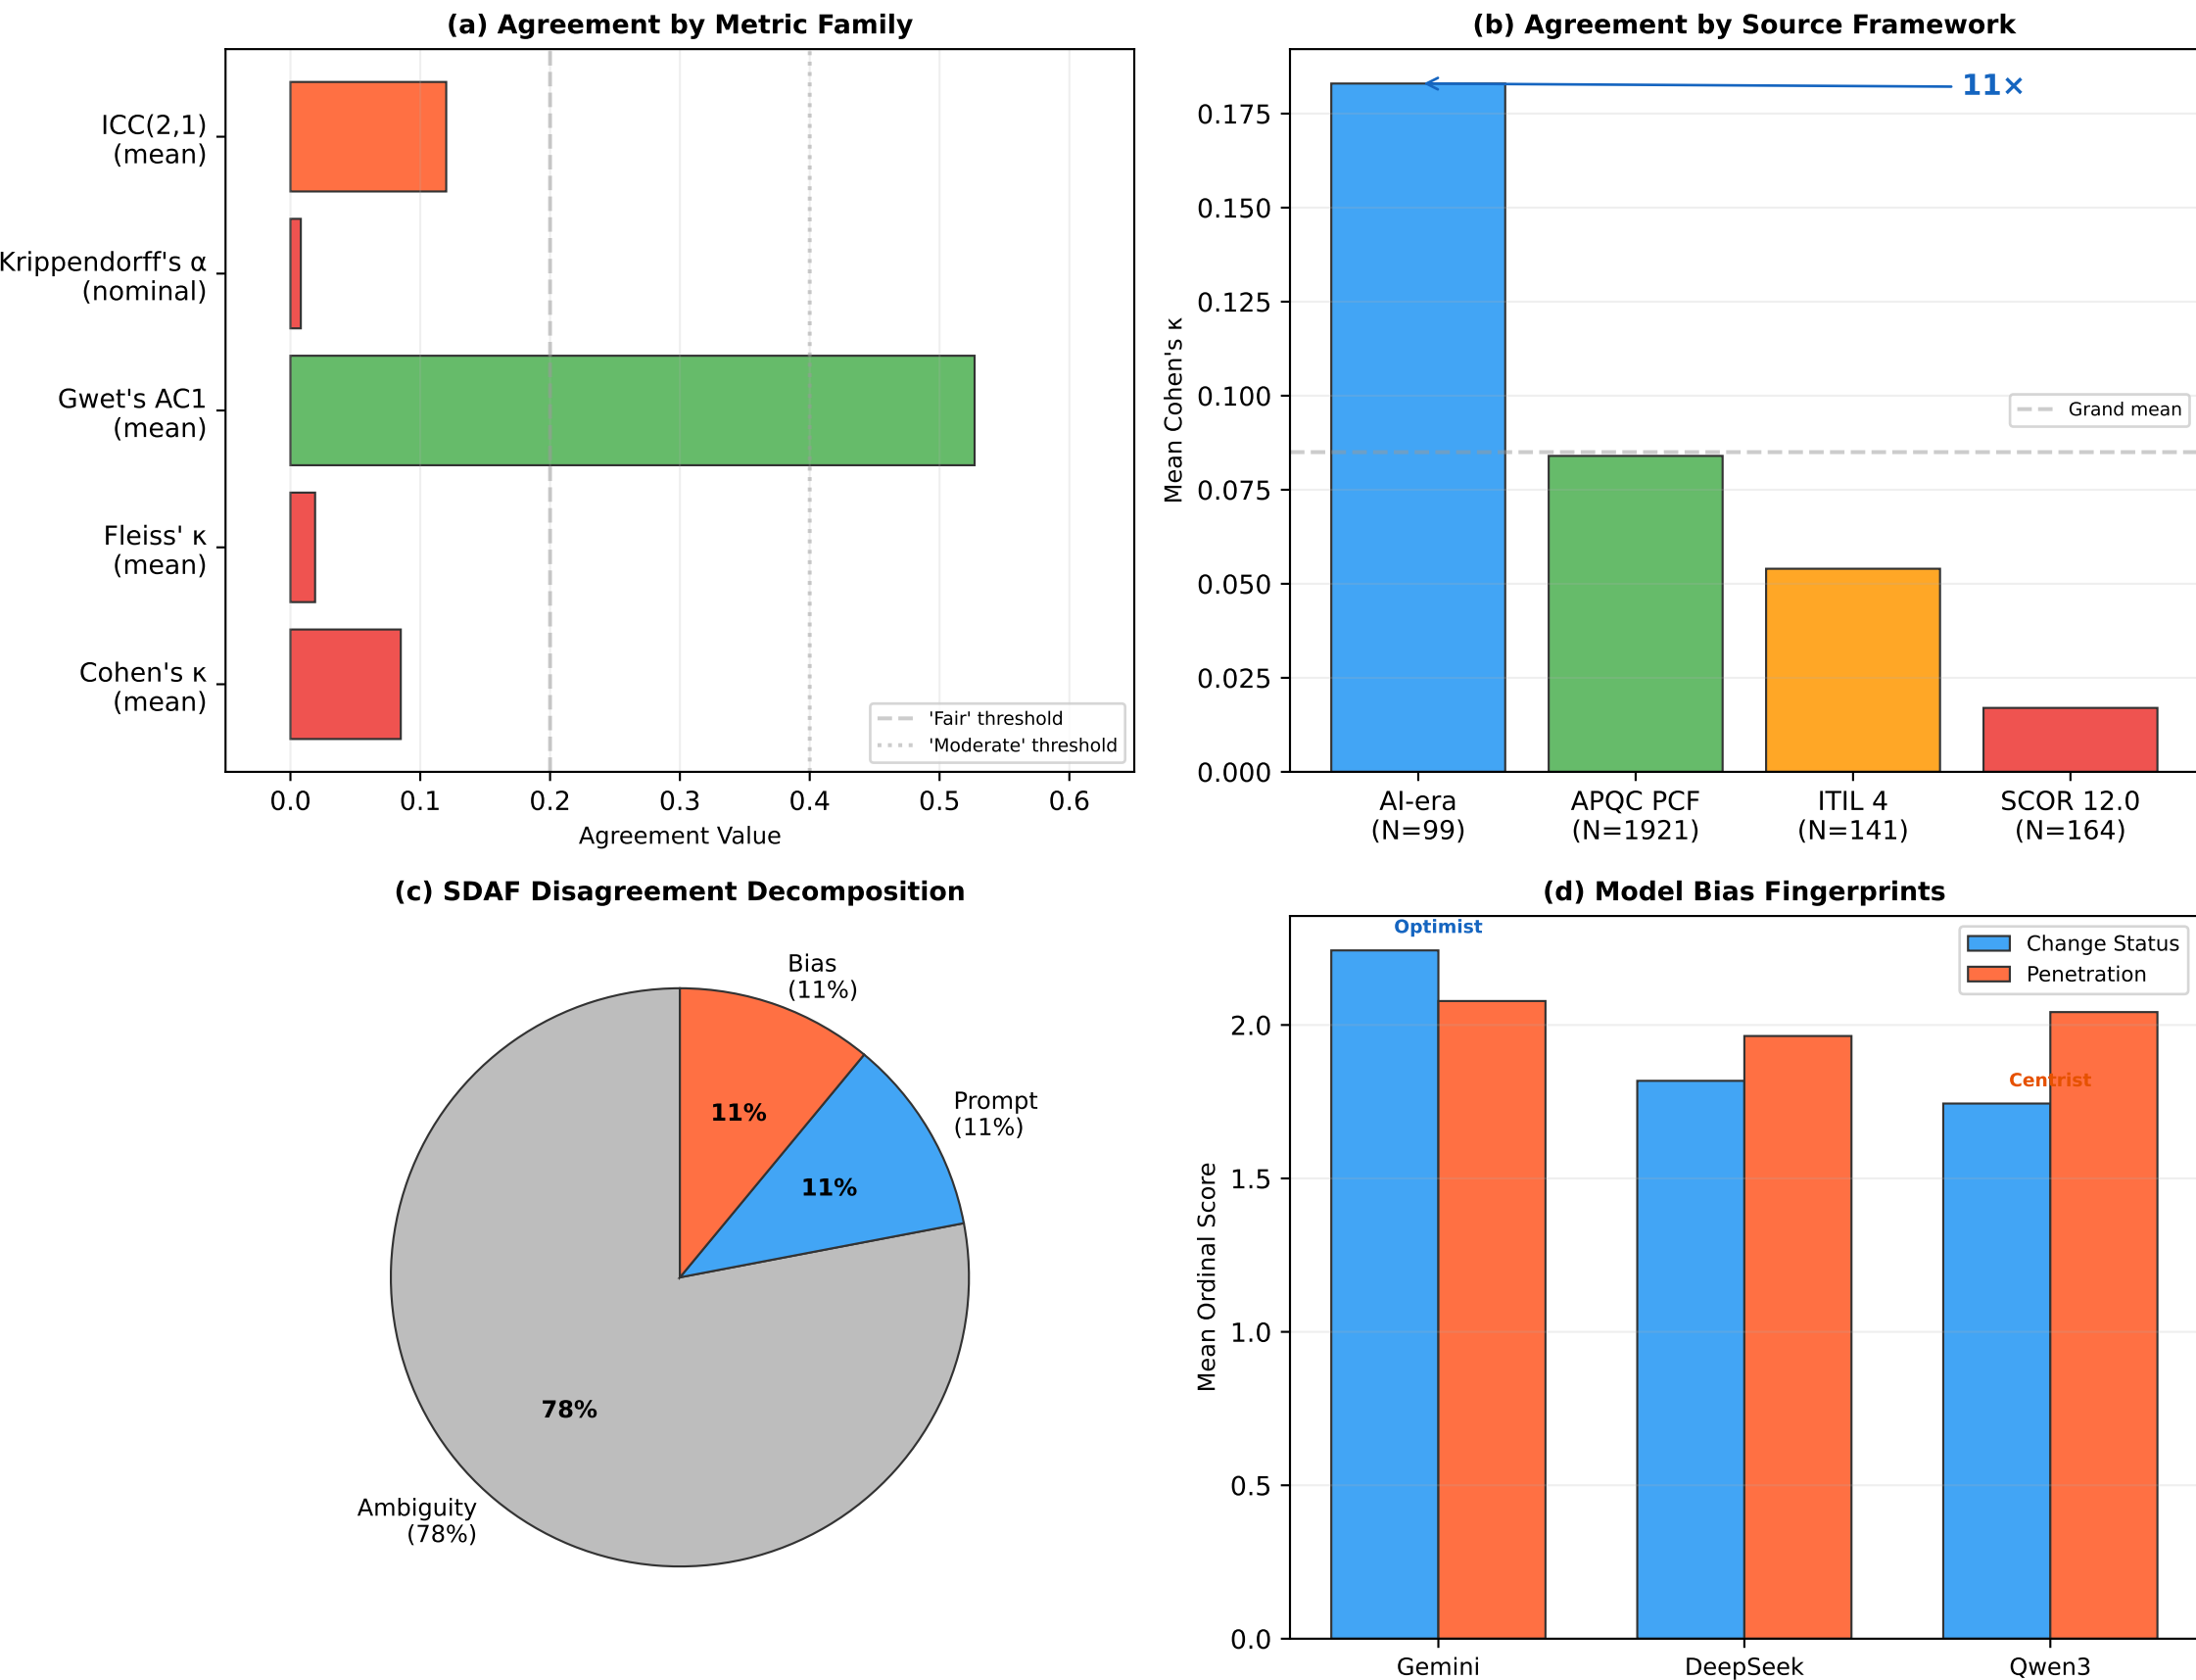 (a) Agreement by Metric Family
ICC(2,1)
(mean)
Krippendorff's α
(nominal)
Gwet's AC1
(mean)
Fleiss' κ
(mean)
Cohen's κ
(mean)
'Fair' threshold
'Moderate' threshold
0.0 0.1 0.2 0.3 0.4 0.5 0.6
Agreement Value
(b) Agreement by Source Framework
11×
Mean Cohen's κ
0.175
0.150
0.125
0.100
0.075
0.050
0.025
0.000
Grand mean
AI-era
(N=99)
APQC PCF
(N=1921)
ITIL 4
(N=141)
SCOR 12.0
(N=164)
(c) SDAF Disagreement Decomposition
Bias
(11%)
Prompt
(11%)
11%
11%
78%
Ambiguity
(78%)
(d) Model Bias Fingerprints
Optimist
Change Status
Penetration
Centrist
Mean Ordinal Score
2.0
1.5
1.0
0.5
0.0
Gemini DeepSeek Qwen3